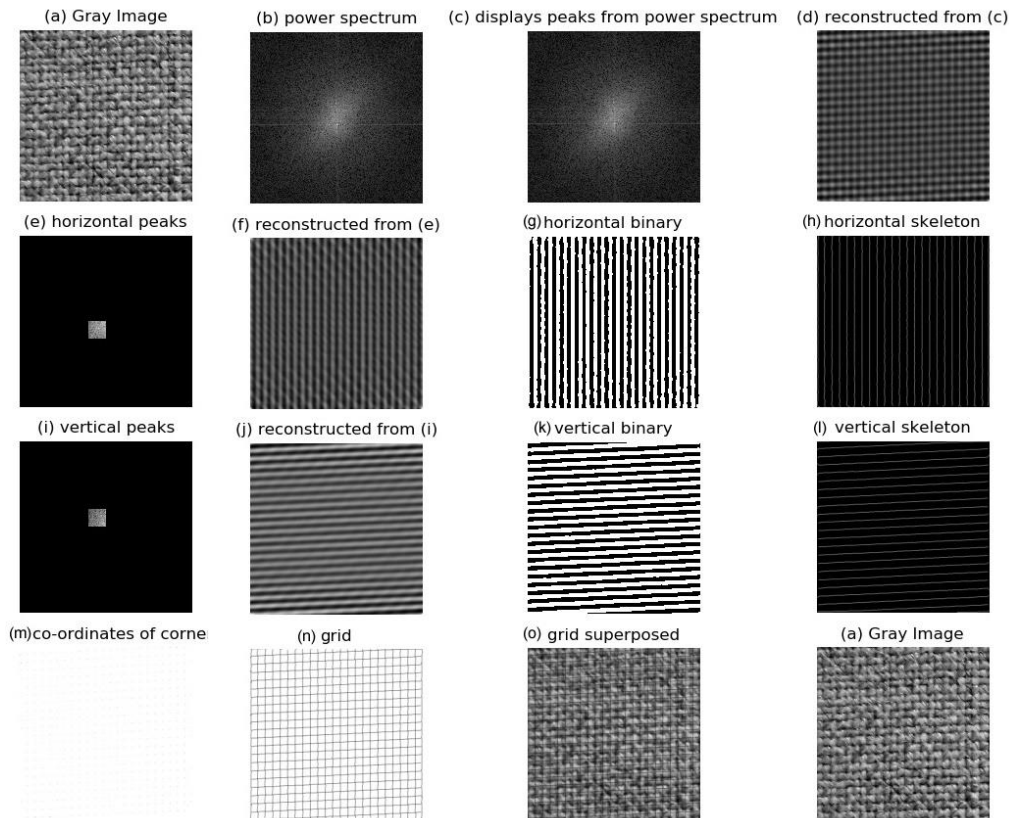 (a) Gray Image
(b) power spectrum
(c) displays peaks from power spectrum
(d) reconstructed from (c)
(e) horizontal peaks
(f) reconstructed from (e)
(g) horizontal binary
(h) horizontal skeleton
(i) vertical peaks
(j) reconstructed from (i)
(k) vertical binary
(l) vertical skeleton
(m) co-ordinates of corne
(n) grid
(o) grid superposed
(a) Gray Image